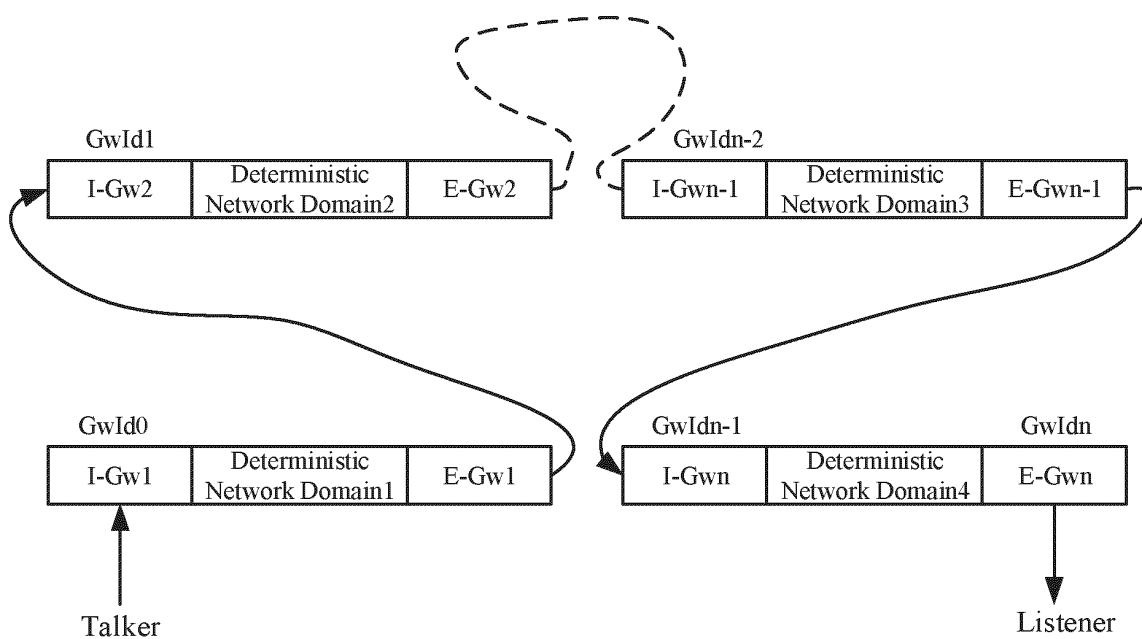 GwId1
GwIdn-2
I-Gw2
Deterministic
Network Domain2
E-Gw2
I-Gwn-1
Deterministic
Network Domain3
E-Gwn-1
GwId0
GwIdn-1
GwIdn
I-Gw1
Deterministic
Network Domain1
E-Gw1
I-Gwn
Deterministic
Network Domain4
E-Gwn
Talker
Listener